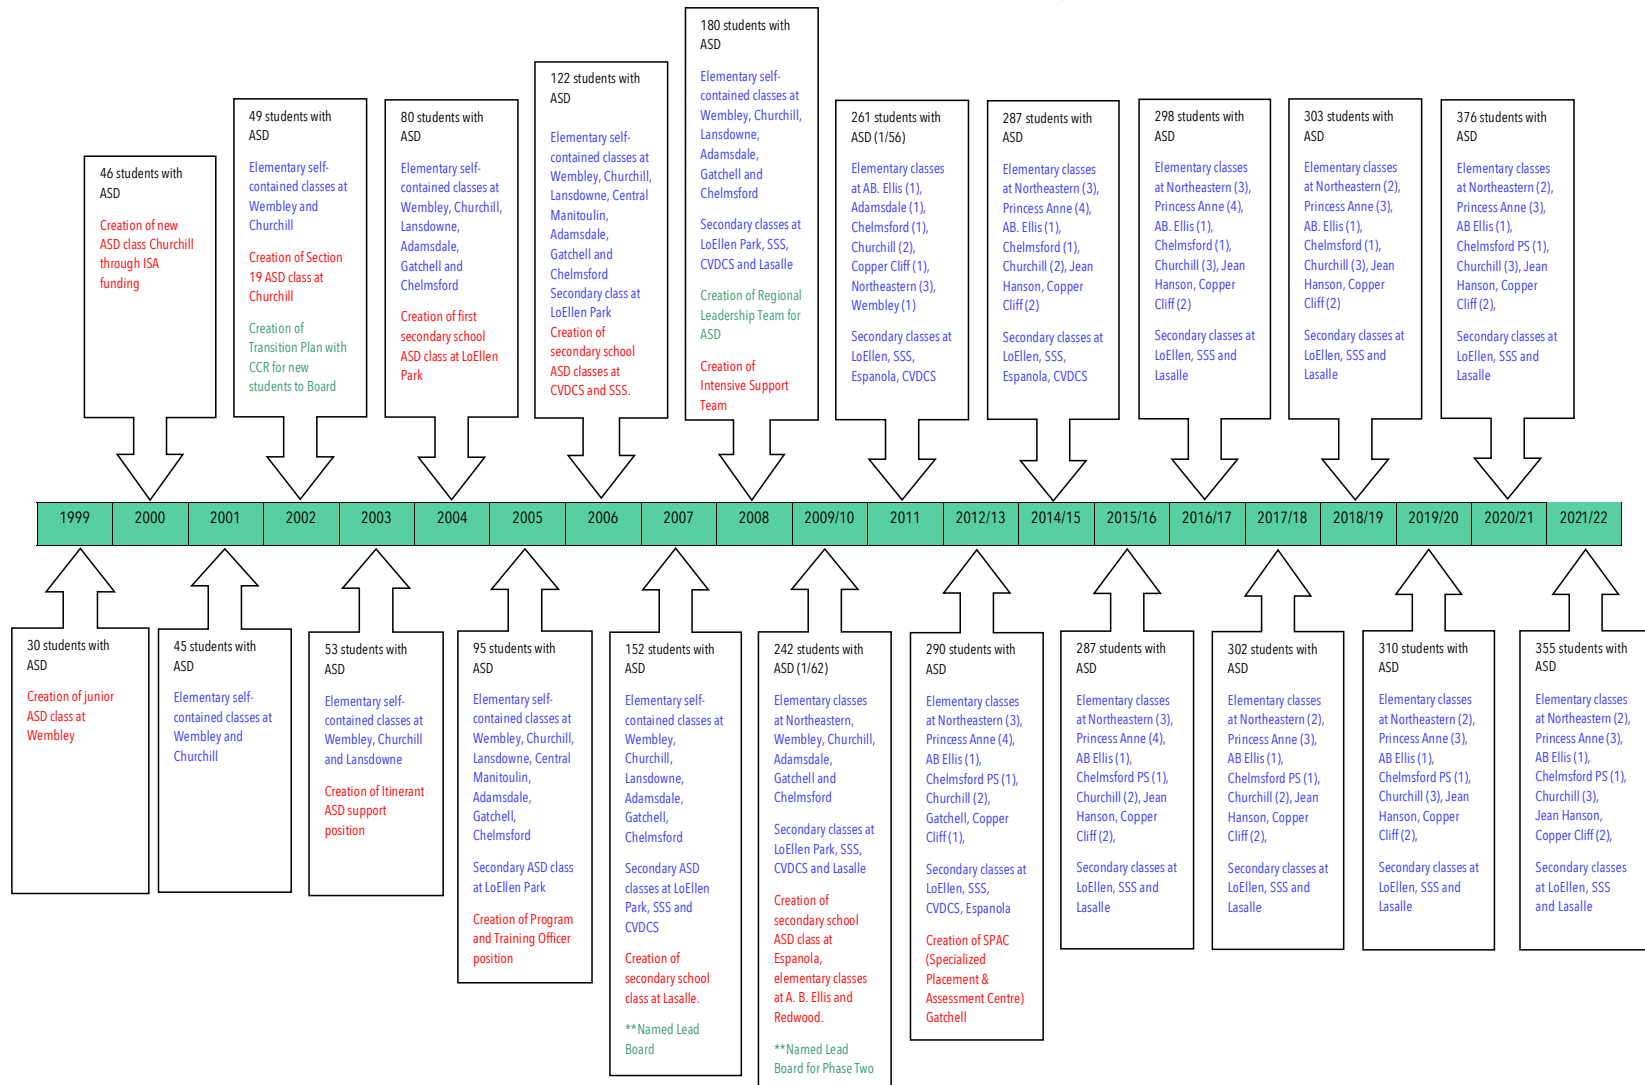 46 students with
ASD
Creation of new
ASD class Churchill
through ISA
funding
49 students with
ASD
Elementary self-
contained classes at
Wembley and
Churchill
Creation of Section
19 ASD class at
Churchill
Creation of
Transition Plan with
CCR for new
students to Board
80 students with
ASD
Elementary self-
contained classes at
Wembley, Churchill,
Lansdowne,
Adamsdale,
Gatchell and
Chelmsford
Creation of first
secondary school
ASD class at LoEllen
Park
122 students with
ASD
Elementary self-
contained classes at
Wembley, Churchill,
Lansdowne, Central
Manitoulin,
Adamsdale,
Gatchell and
Chelmsford
Secondary class at
LoEllen Park
Creation of
secondary school
ASD classes at
CVDCS and SSS.
180 students with
ASD
Elementary self-
contained classes at
Wembley, Churchill,
Lansdowne,
Adamsdale,
Gatchell and
Chelmsford
Secondary classes at
LoEllen Park, SSS,
CVDCS and Lasalle
Creation of Regional
Leadership Team for
ASD
Creation of
Intensive Support
Team
261 students with
ASD (1/56)
Elementary classes
at AB. Ellis (1),
Adamsdale (1),
Chelmsford (1),
Churchill (2),
Copper Cliff (1),
Northeastern (3),
Wembley (1)
Secondary classes at
LoEllen, SSS,
Espanola, CVDCS
287 students with
ASD
Elementary classes
at Northeastern (3),
Princess Anne (4),
AB. Ellis (1),
Chelmsford (1),
Churchill (2), Jean
Hanson, Copper
Cliff (2)
Secondary classes at
LoEllen, SSS,
Espanola, CVDCS
298 students with
ASD
Elementary classes
at Northeastern (3),
Princess Anne (4),
AB. Ellis (1),
Chelmsford (1),
Churchill (3), Jean
Hanson, Copper
Cliff (2)
Secondary classes at
LoEllen, SSS and
Lasalle
303 students with
ASD
Elementary classes
at Northeastern (2),
Princess Anne (3),
AB. Ellis (1),
Chelmsford (1),
Churchill (3), Jean
Hanson, Copper
Cliff (2)
Secondary classes at
LoEllen, SSS and
Lasalle
376 students with
ASD
Elementary classes
at Northeastern (2),
Princess Anne (3),
AB Ellis (1),
Chelmsford PS (1),
Churchill (3), Jean
Hanson, Copper
Cliff (2),
Secondary classes at
LoEllen, SSS and
Lasalle
1999 2000 2001 2002 2003 2004 2005 2006 2007 2008 2009/10 2011 2012/13 2014/15 2015/16 2016/17 2017/18 2018/19 2019/20 2020/21 2021/22
30 students with
ASD
Creation of junior
ASD class at
Wembley
45 students with
ASD
Elementary self-
contained classes at
Wembley and
Churchill
53 students with
ASD
Elementary self-
contained classes at
Wembley, Churchill
and Lansdowne
Creation of Itinerant
ASD support
position
95 students with
ASD
Elementary self-
contained classes at
Wembley, Churchill,
Lansdowne, Central
Manitoulin,
Adamsdale,
Gatchell,
Chelmsford
Secondary ASD class
at LoEllen Park
Creation of Program
and Training Officer
position
152 students with
ASD
Elementary self-
contained classes at
Wembley,
Churchill,
Lansdowne,
Adamsdale,
Gatchell,
Chelmsford
Secondary ASD
classes at LoEllen
Park, SSS and
CVDCS
Creation of
secondary school
class at Lasalle.
**Named Lead
Board
242 students with
ASD (1/62)
Elementary classes
at Northeastern,
Wembley, Churchill,
Adamsdale,
Gatchell and
Chelmsford
Secondary classes at
LoEllen Park, SSS,
CVDCS and Lasalle
Creation of
secondary school
ASD class at
Espanola,
elementary classes
at A. B. Ellis and
Redwood.
**Named Lead
Board for Phase Two
290 students with
ASD
Elementary classes
at Northeastern (3),
Princess Anne (4),
AB Ellis (1),
Chelmsford PS (1),
Churchill (2),
Gatchell, Copper
Cliff (1),
Secondary classes at
LoEllen, SSS,
CVDCS, Espanola
Creation of SPAC
(Specialized
Placement &
Assessment Centre)
Gatchell
287 students with
ASD
Elementary classes
at Northeastern (3),
Princess Anne (4),
AB Ellis (1),
Chelmsford PS (1),
Churchill (2), Jean
Hanson, Copper
Cliff (2),
Secondary classes at
LoEllen, SSS and
Lasalle
302 students with
ASD
Elementary classes
at Northeastern (2),
Princess Anne (3),
AB Ellis (1),
Chelmsford PS (1),
Churchill (2), Jean
Hanson, Copper
Cliff (2),
Secondary classes at
LoEllen, SSS and
Lasalle
310 students with
ASD
Elementary classes
at Northeastern (2),
Princess Anne (3),
AB Ellis (1),
Chelmsford PS (1),
Churchill (3), Jean
Hanson, Copper
Cliff (2),
Secondary classes at
LoEllen, SSS and
Lasalle
355 students with
ASD
Elementary classes
at Northeastern (2),
Princess Anne (3),
AB Ellis (1),
Chelmsford PS (1),
Churchill (3),
Jean Hanson,
Copper Cliff (2),
Secondary classes
at LoEllen, SSS
and Lasalle